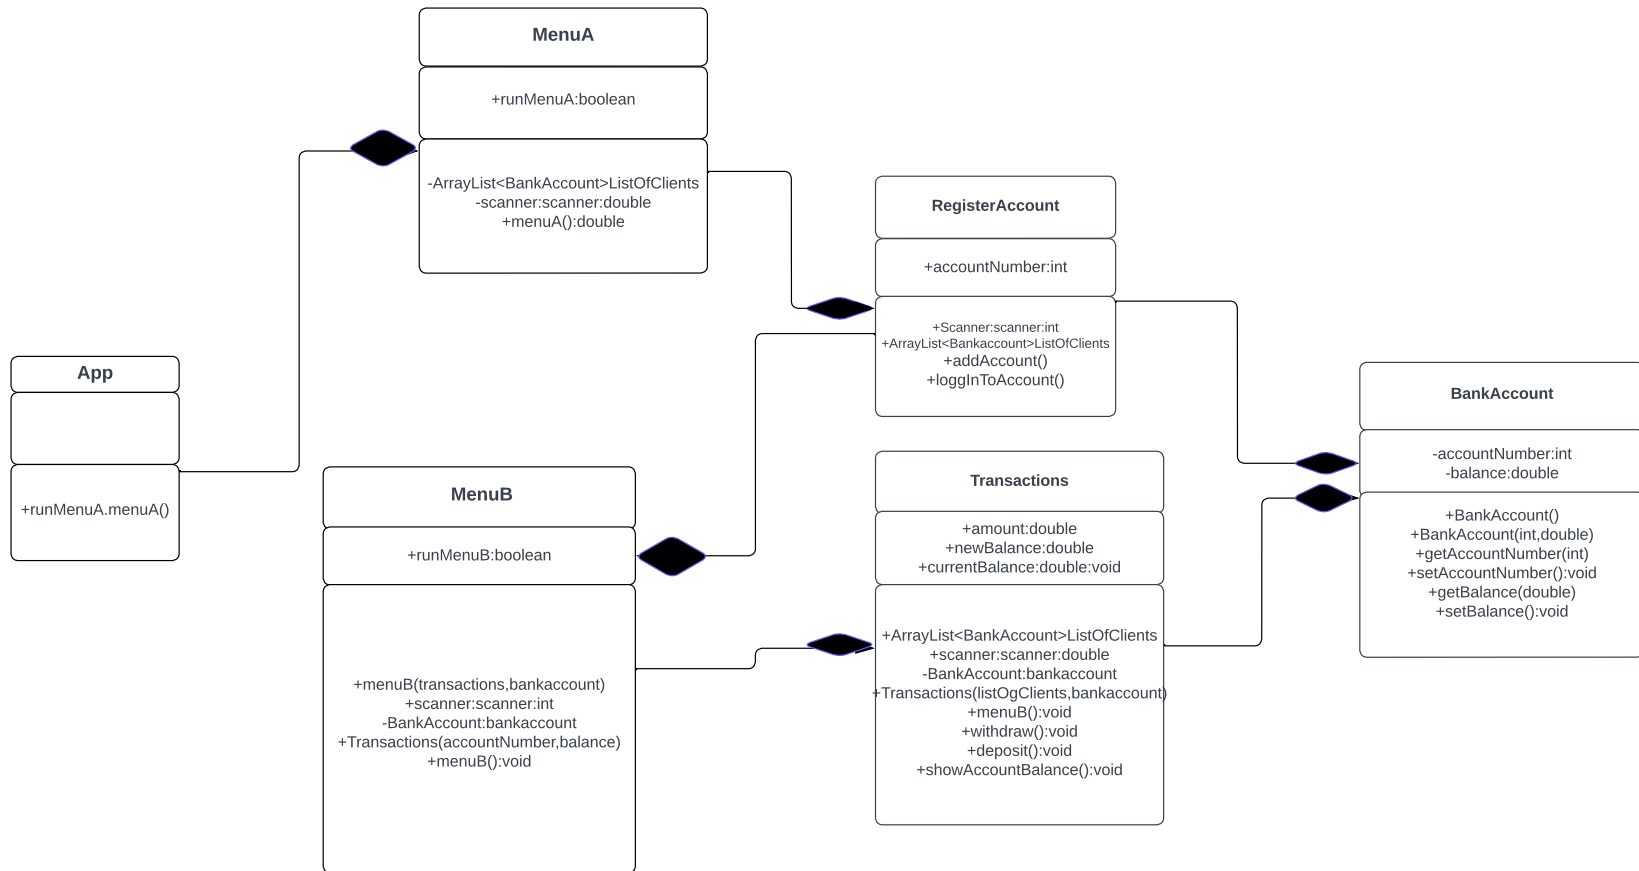 MenuA
+runMenuA:boolean
-ArrayList<BankAccount>ListOfClients
-scanner:scanner:double
+menuA():double
RegisterAccount
+accountNumber:int
+Scanner:scanner:int
+ArrayList<Bankaccount>ListOfClients
+addAccount()
+loggInToAccount()
App
+runMenuA.menuA()
BankAccount
-accountNumber:int
-balance:double
+BankAccount()
+BankAccount(int,double)
+getAccountNumber(int)
+setAccountNumber():void
+getBalance(double)
+setBalance():void
MenuB
+runMenuB:boolean
+menuB(transactions,bankaccount)
+scanner:scanner:int
-BankAccount:bankaccount
+Transactions(accountNumber,balance)
+menuB():void
Transactions
+amount:double
+newBalance:double
+currentBalance:double:void
+ArrayList<BankAccount>ListOfClients
+scanner:scanner:double
-BankAccount:bankaccount
+Transactions(listOgClients,bankaccount)
+menuB():void
+withdraw():void
+deposit():void
+showAccountBalance():void